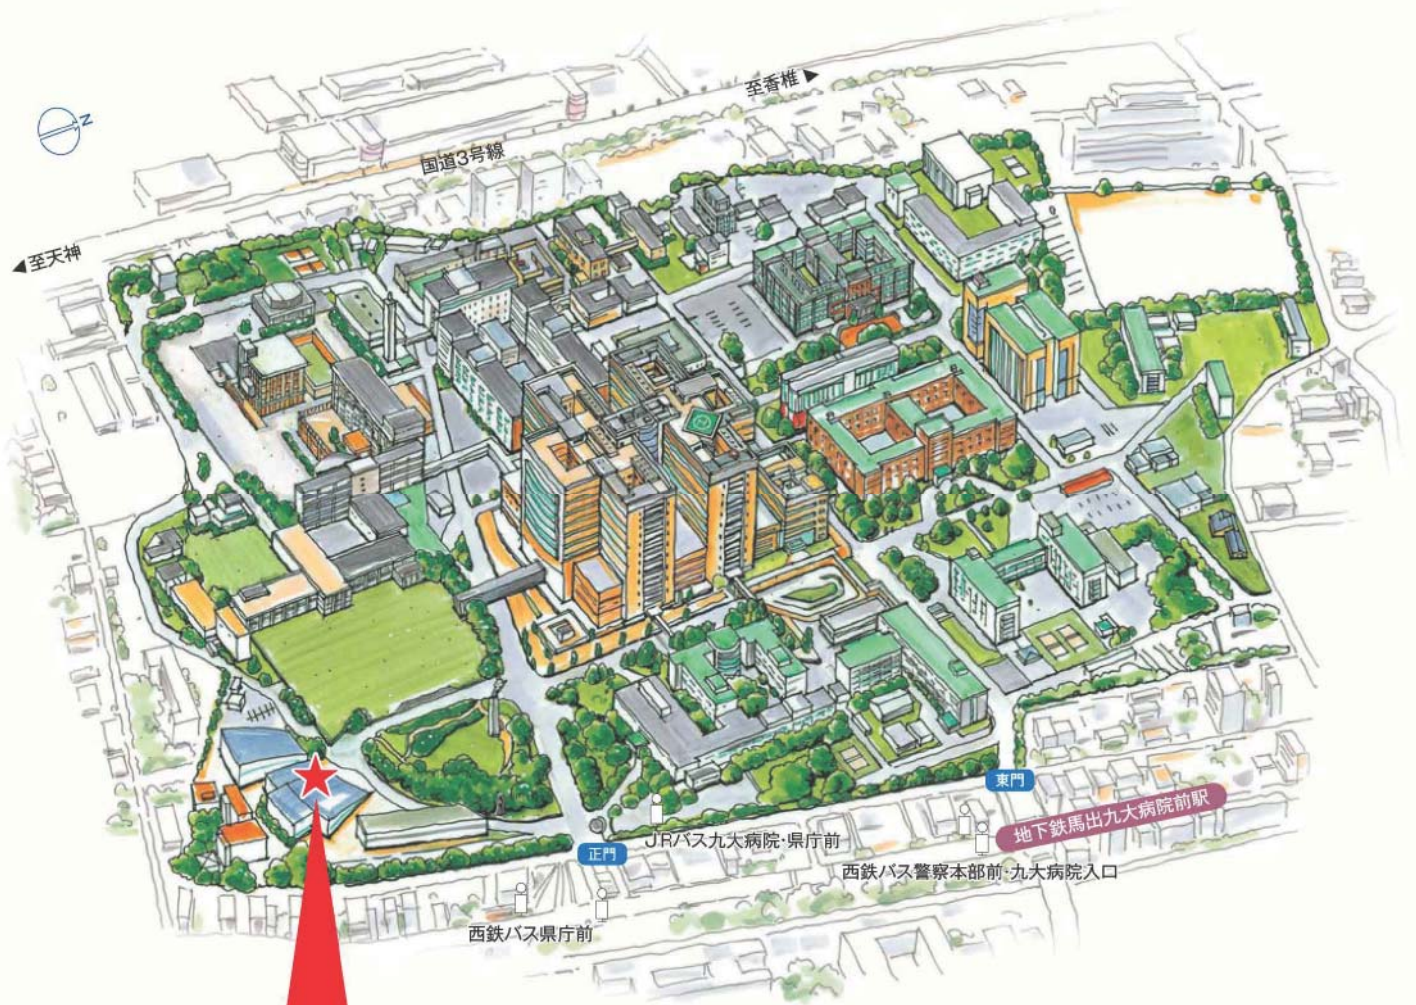 至香椎 ▶
N
国道3号線
◀至天神
H
東門
地下鉄馬出九大病院前駅
JRバス九大病院・県庁前
正門
西鉄バス警察本部前・九大病院入口
西鉄バス県庁前